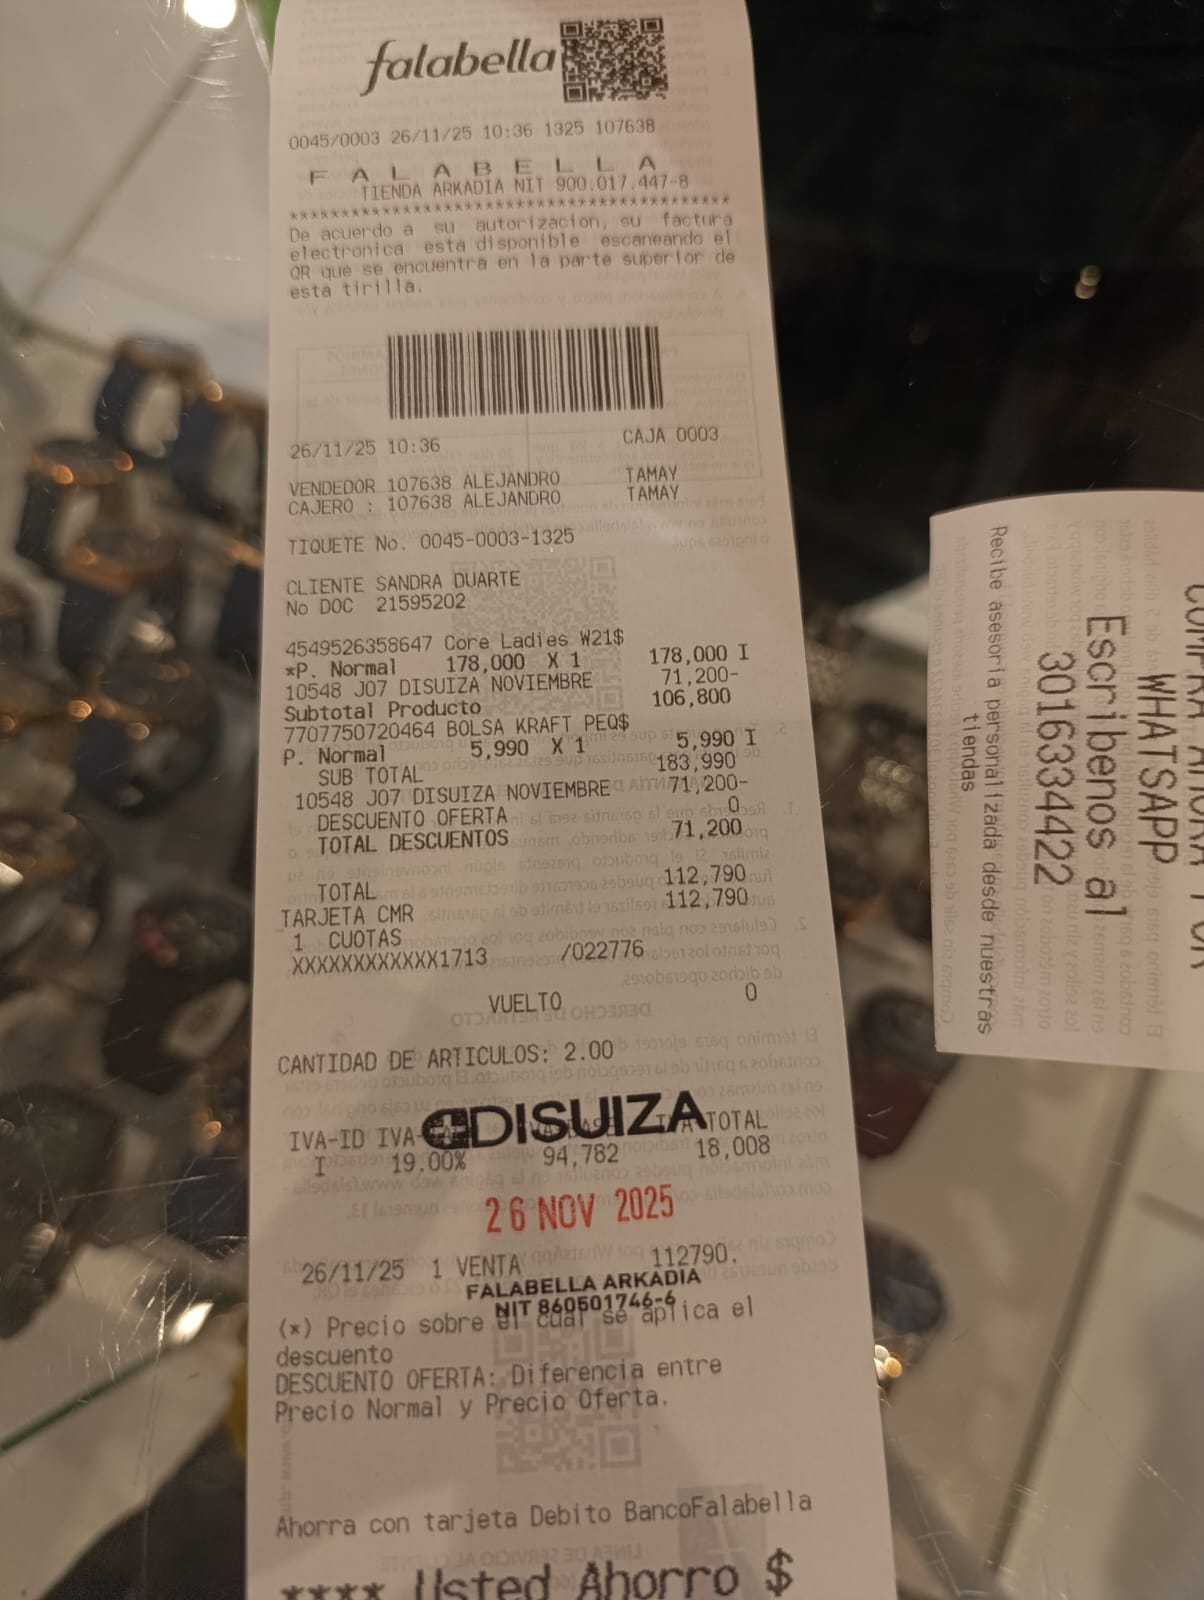 falabella
0045/0003 26/11/25 10:36 1325 107638
F A L A B E L L A
TIENDA ARKADIA NIT 900.017.447-8
******************************************
De acuerdo a su autorizacion, su factura
electronica esta disponible escaneando el
QR que se encuentra en la parte superior de
esta tirilla.
26/11/25 10:36 CAJA 0003
VENDEDOR 107638 ALEJANDRO TAMAY
CAJERO : 107638 ALEJANDRO TAMAY
TIQUETE No. 0045-0003-1325
CLIENTE SANDRA DUARTE
No DOC 21595202
4549526358647 Core Ladies W21$
*P. Normal 178,000 X 1 178,000 I
10548 J07 DISUIZA NOVIEMBRE 71,200-
Subtotal Producto 106,800
7707750720464 BOLSA KRAFT PEQ$
P. Normal 5,990 X 1 5,990 I
SUB TOTAL 183,990
10548 J07 DISUIZA NOVIEMBRE 71,200-
DESCUENTO OFERTA 0
TOTAL DESCUENTOS 71,200
TOTAL 112,790
TARJETA CMR 112,790
1 CUOTAS
XXXXXXXXXXXX1713 /022776
VUELTO 0
CANTIDAD DE ARTICULOS: 2.00
DISUIZA
IVA-ID IVA- TOTAL
I 19.00% 94,782 18,008
26 NOV 2025
26/11/25 1 VENTA 112790.
FALABELLA ARKADIA
NIT 860501746-6
(*) Precio sobre el cual se aplica el
descuento
DESCUENTO OFERTA: Diferencia entre
Precio Normal y Precio Oferta.
Ahorra con tarjeta Debito BancoFalabella
**** Usted Ahorro $
WHATSAPP
Escribenos al
3016334422
Recibe asesoria personalizada desde nuestras
tiendas